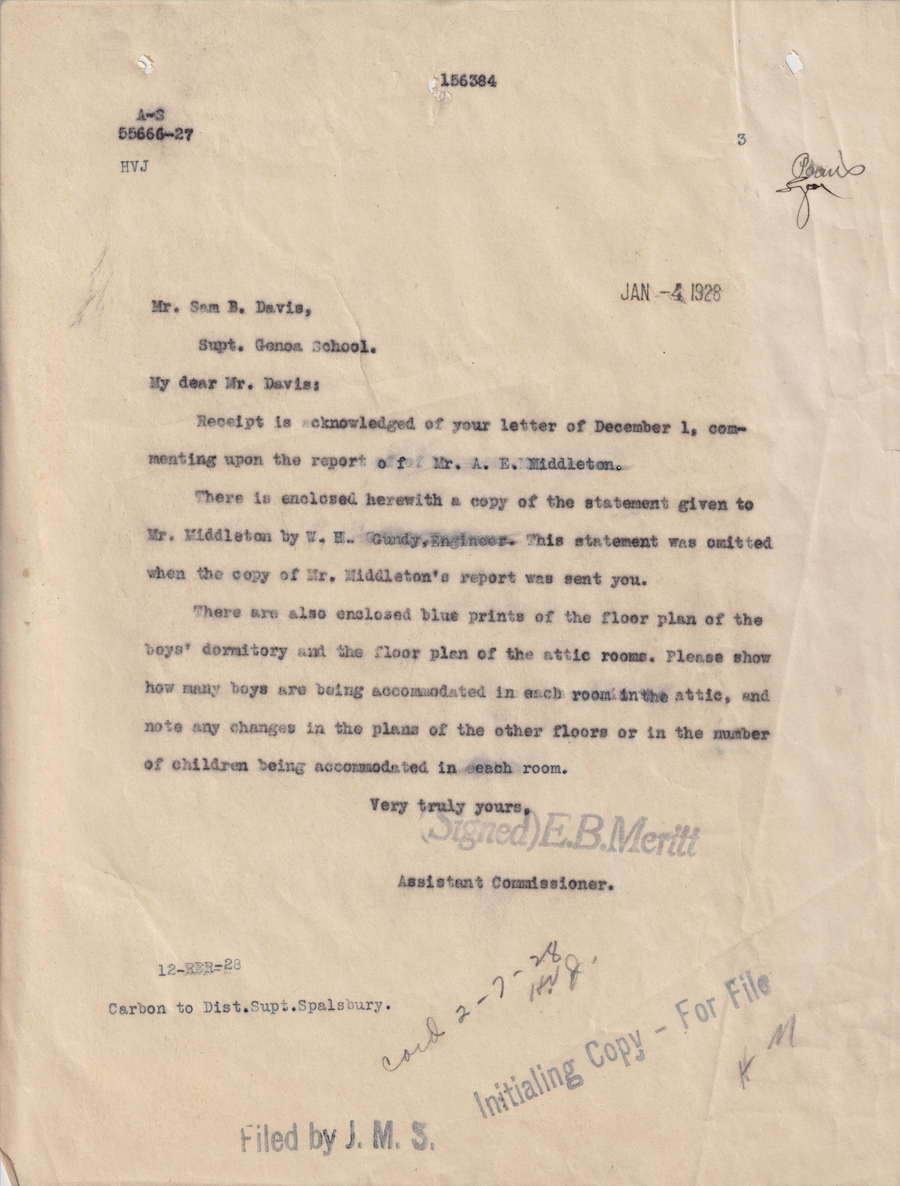 156384
A-S
55666-27
HVJ
3
JAN -4 1928
Mr. Sam B. Davis,
Supt. Genoa School.
My dear Mr. Davis:
Receipt is acknowledged of your letter of December 1, com-
menting upon the report of Mr. A. E. Middleton.
There is enclosed herewith a copy of the statement given to
Mr. Middleton by W. H. Gundy, Engineer. This statement was omitted
when the copy of Mr. Middleton's report was sent you.
There are also enclosed blue prints of the floor plan of the
boys' dormitory and the floor plan of the attic rooms. Please show
how many boys are being accommodated in each room in the attic, and
note any changes in the plans of the other floors or in the number
of children being accommodated in each room.
Very truly yours,
(Signed) E.B.Meritt
Assistant Commissioner.
12-RER-28
Carbon to Dist.Supt.Spalsbury.
2-7-28
Initialing Copy - For File
Filed by J. M. S.